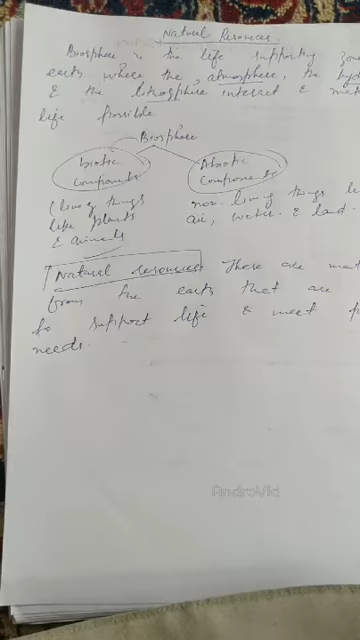 Natural Resources
Biosphere is the life supporting zone
earth where the atmosphere, the hyd
& the lithosphere interact & make
life possible.
Biosphere
biotic Components
Abiotic Components
(living things
like plants
& animals
non-living things
air, water & land.
Natural resources These are mat
from the earth that are
to support life & meet
needs.
AndroVid